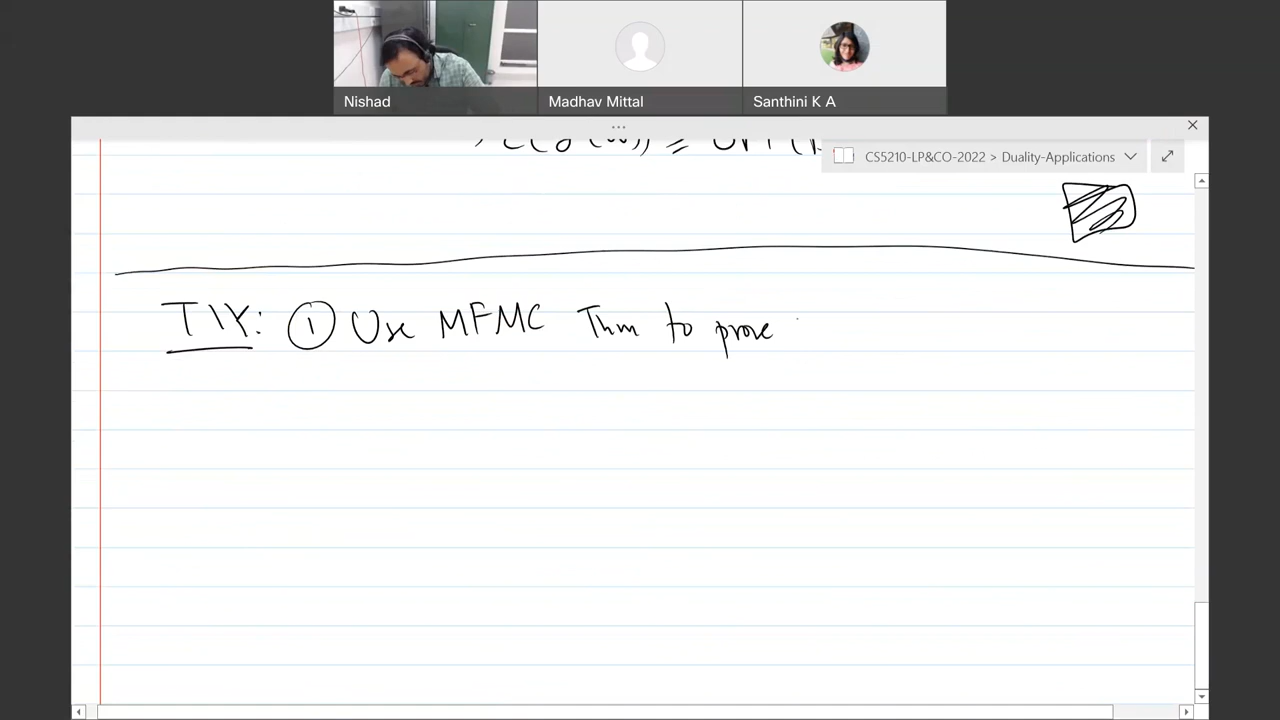 Nishad
Madhav Mittal
Santhini K A
CS5210-LP&CO-2022 > Duality-Applications
TIY: ① Use MFMC Thm to prove